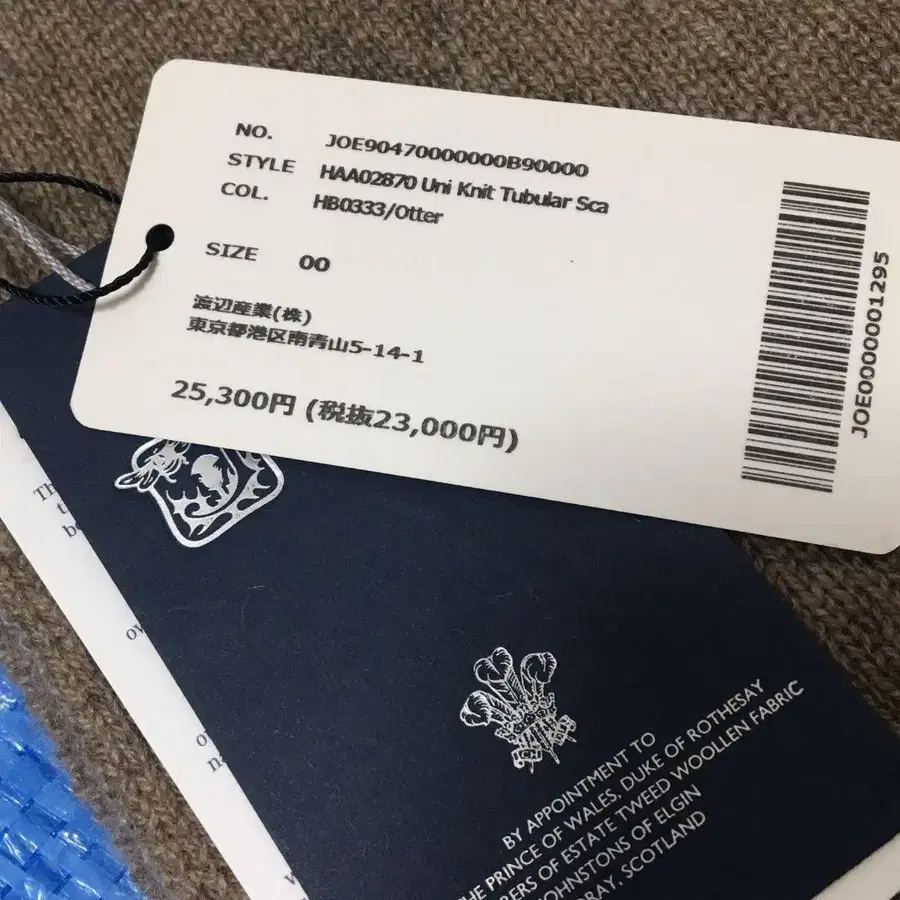 NO. JOE90470000000B90000
STYLE HAA02870 Uni Knit Tubular Sca
COL. HB0333/Otter
SIZE 00
渡辺産業(株)
東京都港区南青山5-14-1
25,300円 (税抜23,000円)
JOE0000001295
BY APPOINTMENT TO
THE PRINCE OF WALES, DUKE OF ROTHESAY
OF ESTATE TWEED WOOLLEN FABRIC
JOHNSTONS OF ELGIN
SCOTLAND